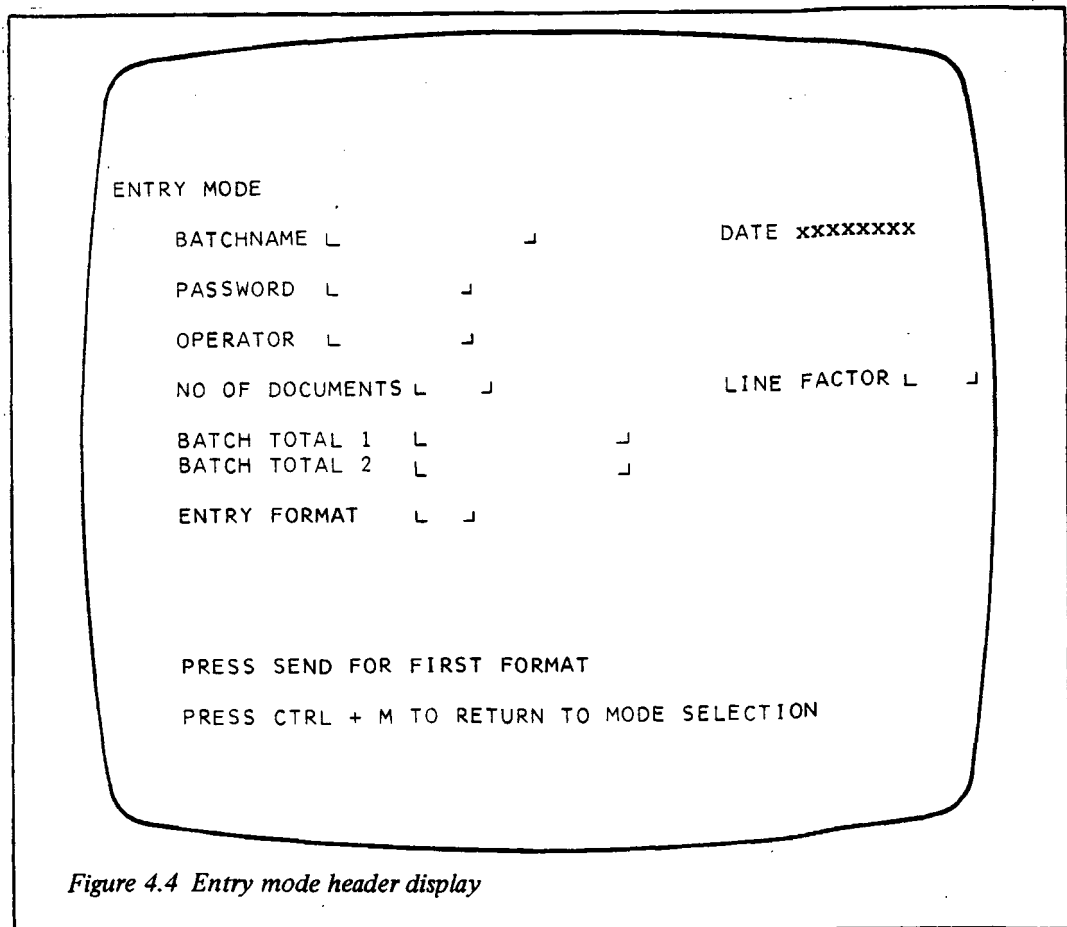 ENTRY MODE
BATCHNAME DATE xxxxxxxx
PASSWORD
OPERATOR
NO OF DOCUMENTS LINE FACTOR
BATCH TOTAL 1
BATCH TOTAL 2
ENTRY FORMAT
PRESS SEND FOR FIRST FORMAT
PRESS CTRL + M TO RETURN TO MODE SELECTION
Figure 4.4 Entry mode header display